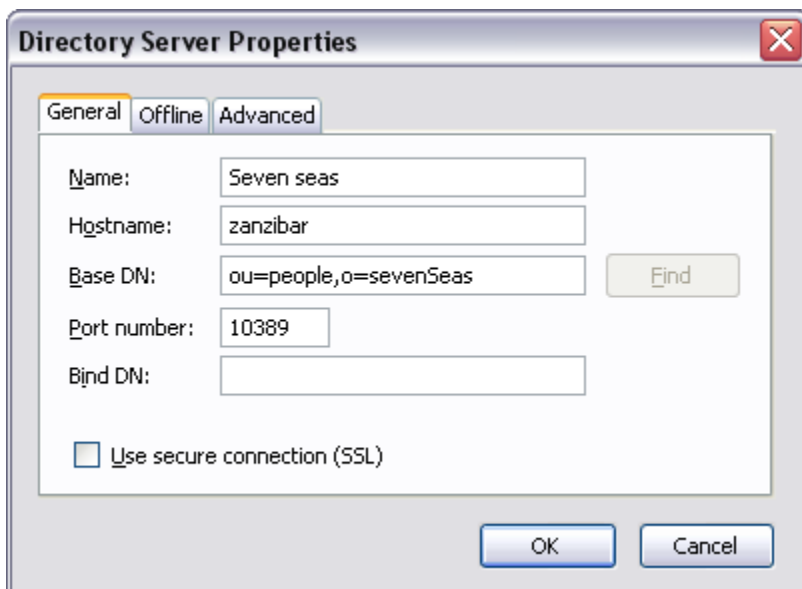 Directory Server Properties
General Offline Advanced
Name: Seven seas
Hostname: zanzibar
Base DN: ou=people,o=sevenSeas Find
Port number: 10389
Bind DN:
Use secure connection (SSL)
OK Cancel